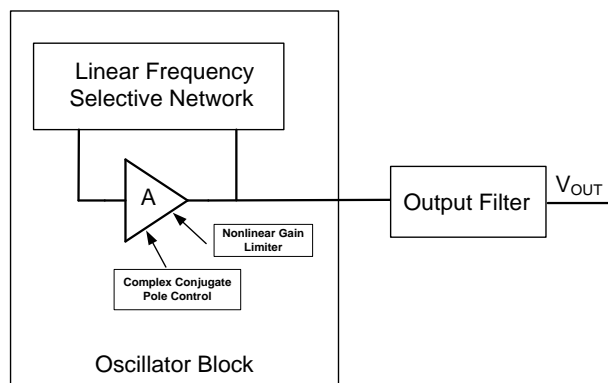 Linear Frequency
Selective Network
A
Nonlinear Gain
Limiter
Complex Conjugate
Pole Control
Oscillator Block
Output Filter
VOUT